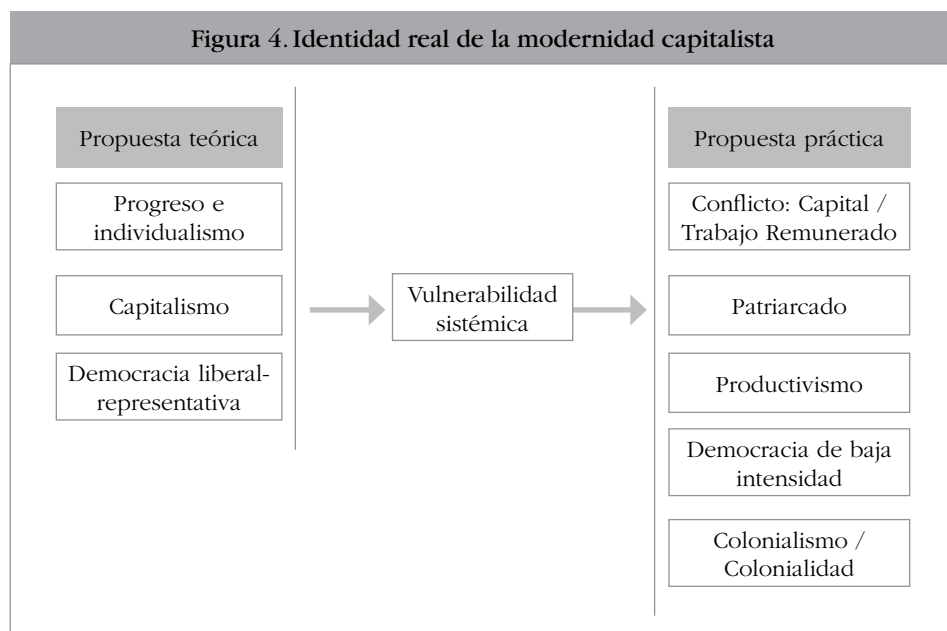 Figura 4. Identidad real de la modernidad capitalista
Propuesta teórica
Progreso e
individualismo
Capitalismo
Democracia liberal-
representativa
Vulnerabilidad
sistémica
Propuesta práctica
Conflicto: Capital /
Trabajo Remunerado
Patriarcado
Productivismo
Democracia de baja
intensidad
Colonialismo /
Colonialidad